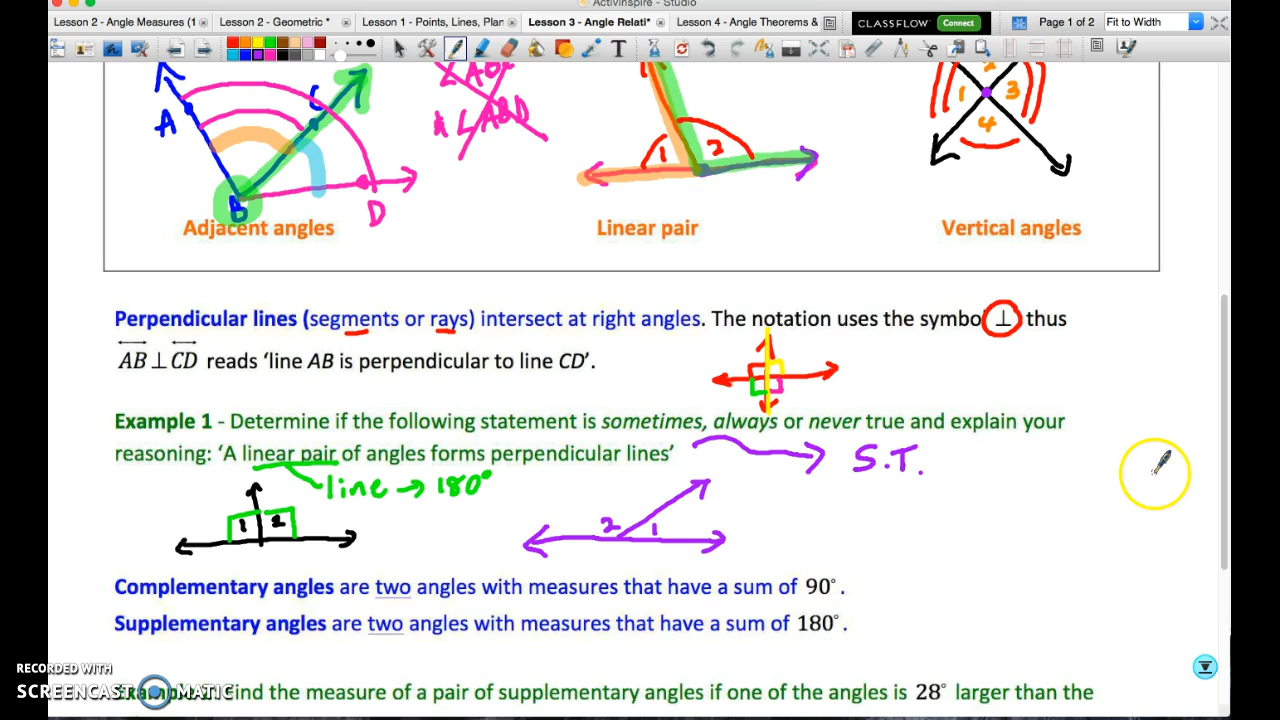 ActivInspire - Studio
Lesson 2 - Angle Measures (1
Lesson 2 - Geometric *
Lesson 1 - Points, Lines, Plan
Lesson 3 - Angle Relati*
Lesson 4 - Angle Theorems &
CLASSFLOW Connect
Page 1 of 2
Fit to Width
T
A
C
B
D
∠ABD
1 2
1 3
4
Adjacent angles
Linear pair
Vertical angles
Perpendicular lines (segments or rays) intersect at right angles. The notation uses the symbol ⊥ thus
AB ⊥ CD reads ‘line AB is perpendicular to line CD’.
Example 1 - Determine if the following statement is sometimes, always or never true and explain your
reasoning: ‘A linear pair of angles forms perpendicular lines’
S.T.
line → 180°
1 2
2 1
Complementary angles are two angles with measures that have a sum of 90°.
Supplementary angles are two angles with measures that have a sum of 180°.
RECORDED WITH
SCREENCAST MATIC
find the measure of a pair of supplementary angles if one of the angles is 28° larger than the